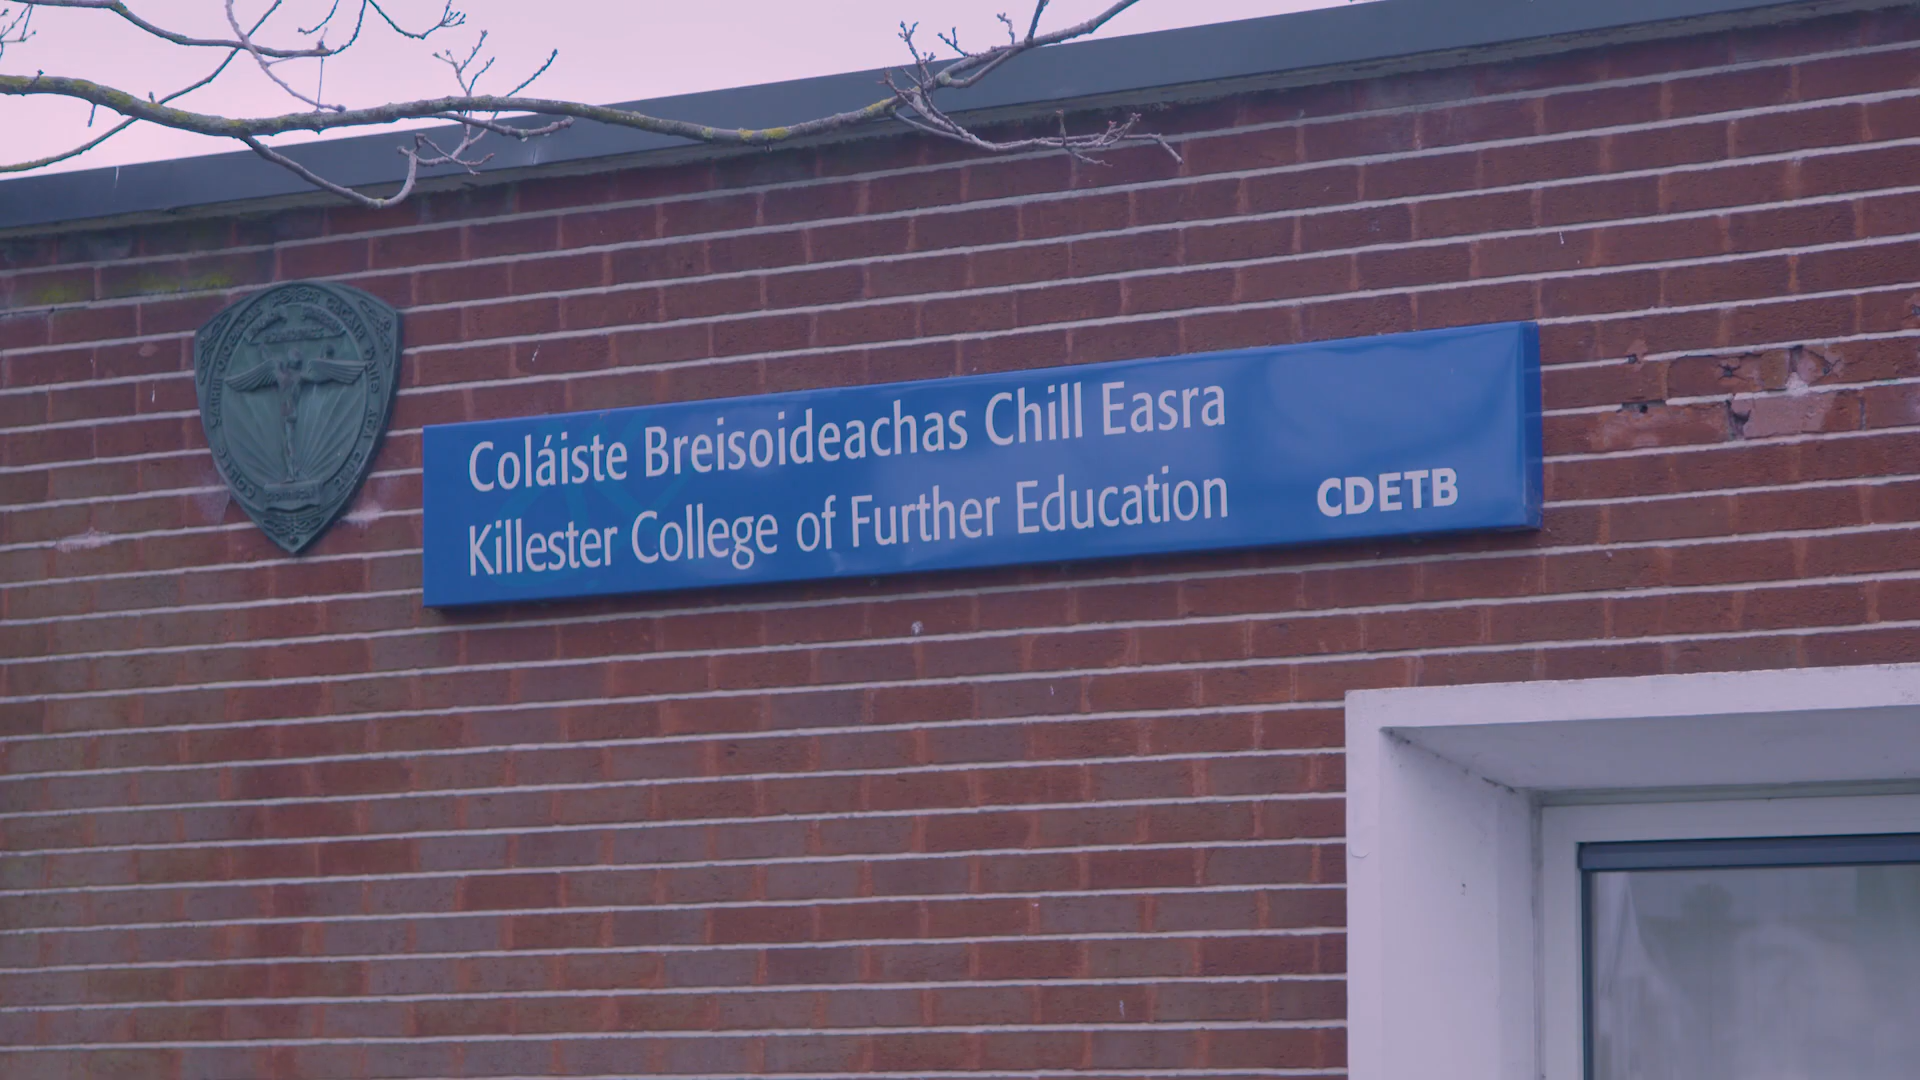 Coláiste Breisoideachas Chill Easra
Killester College of Further Education
CDETB